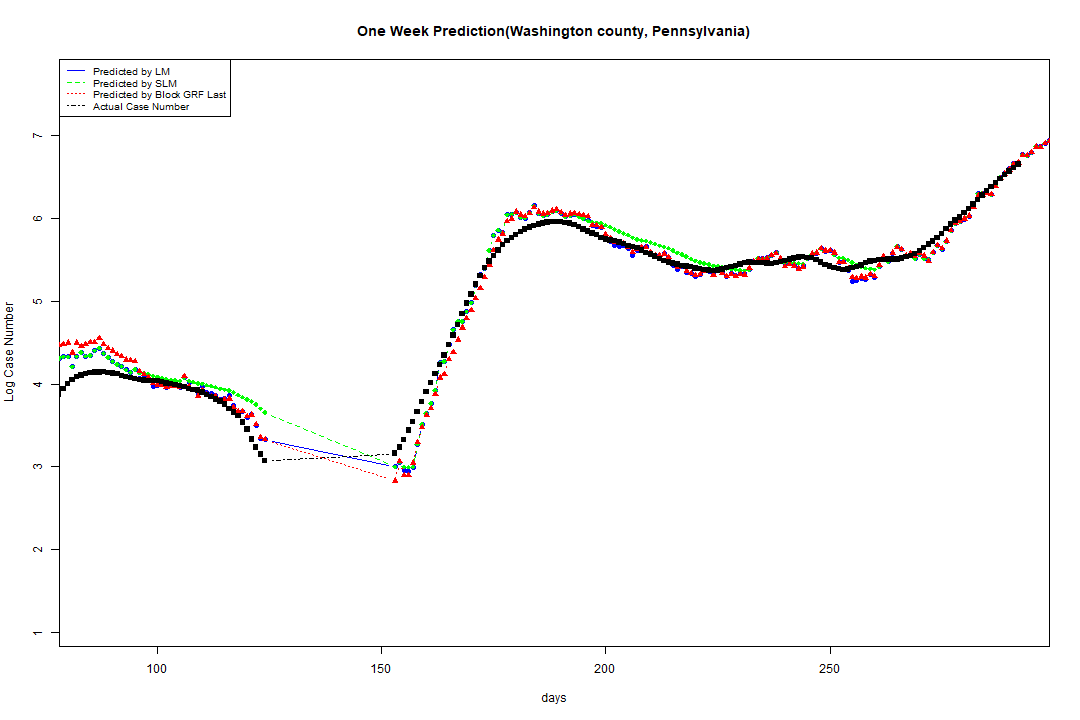 One Week Prediction(Washington county, Pennsylvania)
Predicted by LM
Predicted by SLM
Predicted by Block GRF Last
Actual Case Number
7
6
5
4
3
2
1
Log Case Number
100 150 200 250
days